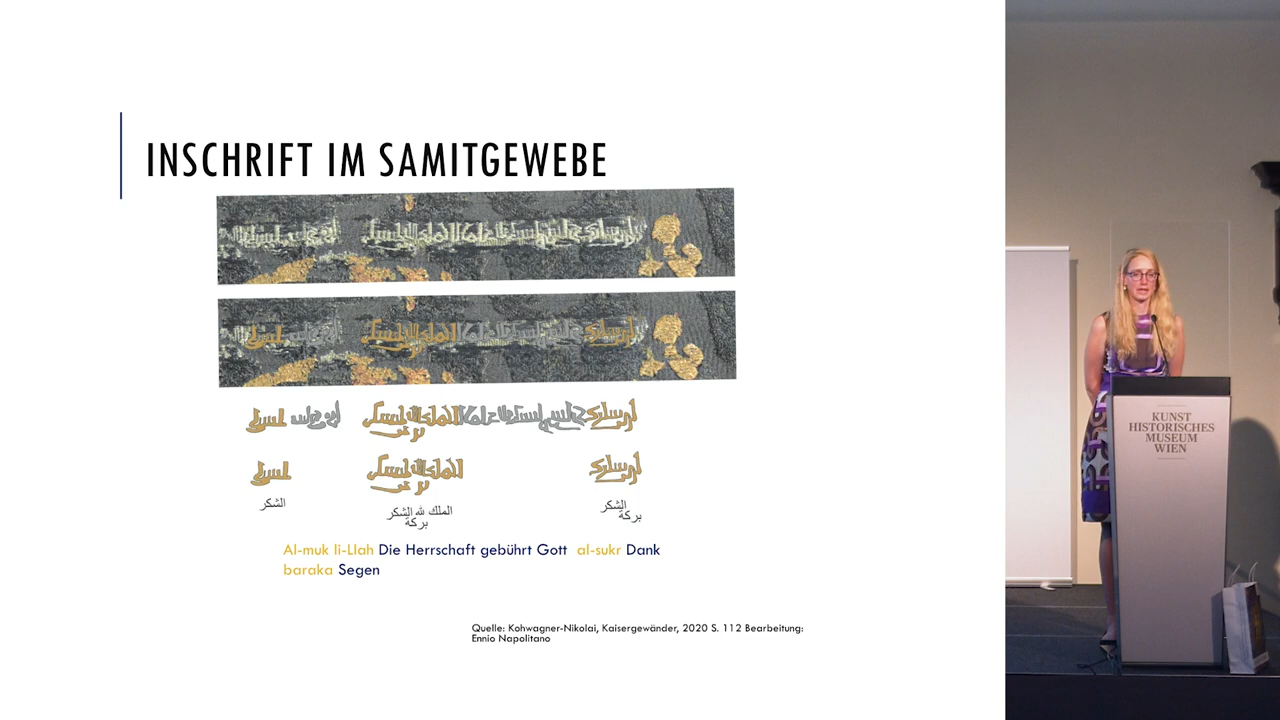 INSCHRIFT IM SAMITGEWEBE
الشكر
الملك لله الشكر
بركة
الشكر
بركة
Al-muk li-Llah Die Herrschaft gebührt Gott al-sukr Dank
baraka Segen
Quelle: Kohwagner-Nikolai, Kaisergewänder, 2020 S. 112 Bearbeitung:
Ennio Napolitano
KUNST
HISTORISCHES
MUSEUM
WIEN